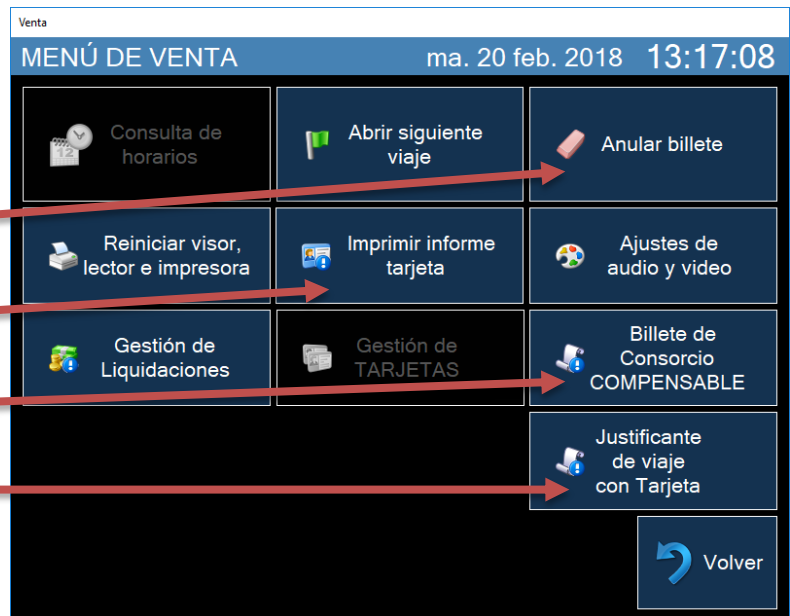 Venta
MENÚ DE VENTA ma. 20 feb. 2018 13:17:08
12
Consulta de
horarios
Abrir siguiente
viaje
Anular billete
Reiniciar visor,
lector e impresora
Imprimir informe
tarjeta
Ajustes de
audio y video
Gestión de
Liquidaciones
Gestión de
TARJETAS
Billete de
Consorcio
COMPENSABLE
Justificante
de viaje
con Tarjeta
Volver